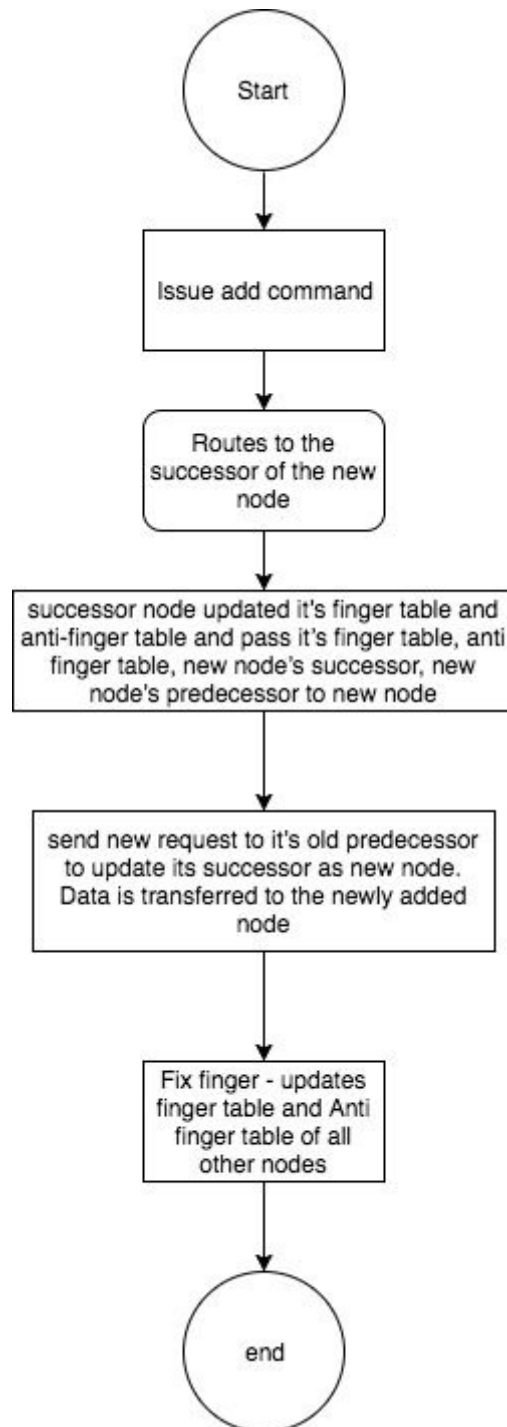 Start
Issue add command
Routes to the
successor of the new
node
successor node updated it's finger table and
anti-finger table and pass it's finger table, anti
finger table, new node's successor, new
node's predecessor to new node
send new request to it's old predecessor
to update its successor as new node.
Data is transferred to the newly added
node
Fix finger - updates
finger table and Anti
finger table of all
other nodes
end